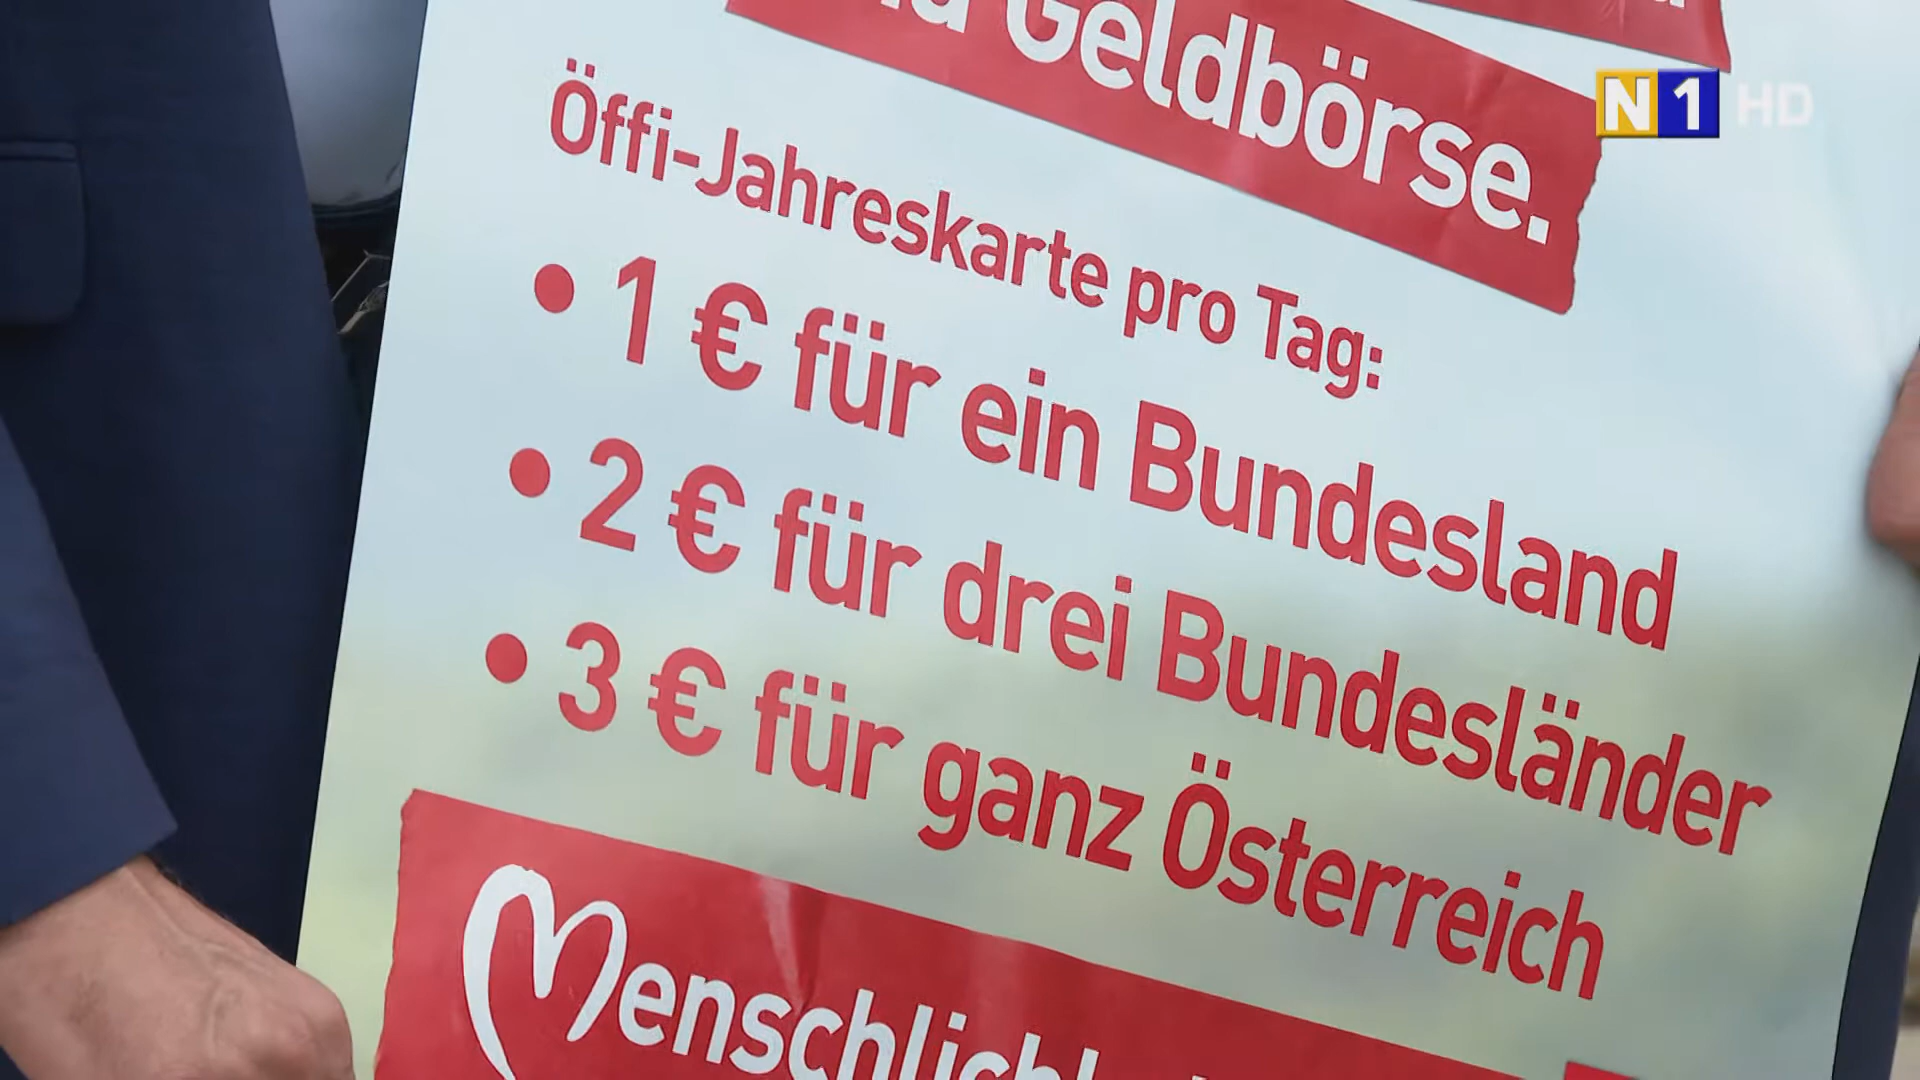 Geldbörse.
N1 HD
Öffi-Jahreskarte pro Tag:
• 1 € für ein Bundesland
• 2 € für drei Bundesländer
• 3 € für ganz Österreich